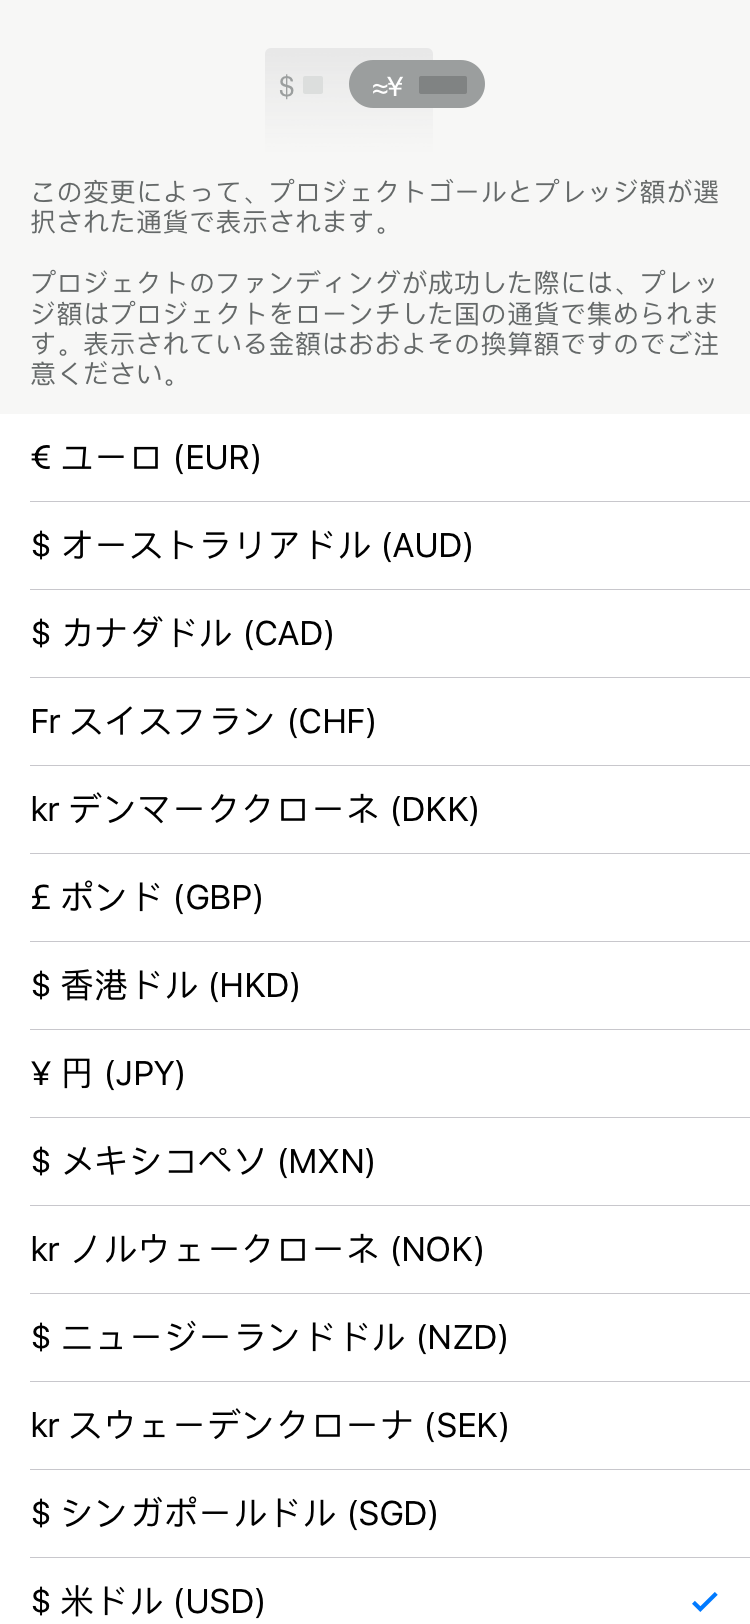 $ ≈¥
この変更によって、プロジェクトゴールとプレッジ額が選
択された通貨で表示されます。
プロジェクトのファンディングが成功した際には、プレッ
ジ額はプロジェクトをローンチした国の通貨で集められま
す。表示されている金額はおおよその換算額ですのでご注
意ください。
€ ユーロ (EUR)
$ オーストラリアドル (AUD)
$ カナダドル (CAD)
Fr スイスフラン (CHF)
kr デンマーククローネ (DKK)
£ ポンド (GBP)
$ 香港ドル (HKD)
¥ 円 (JPY)
$ メキシコペソ (MXN)
kr ノルウェークローネ (NOK)
$ ニュージーランドドル (NZD)
kr スウェーデンクローナ (SEK)
$ シンガポールドル (SGD)
$ 米ドル (USD)